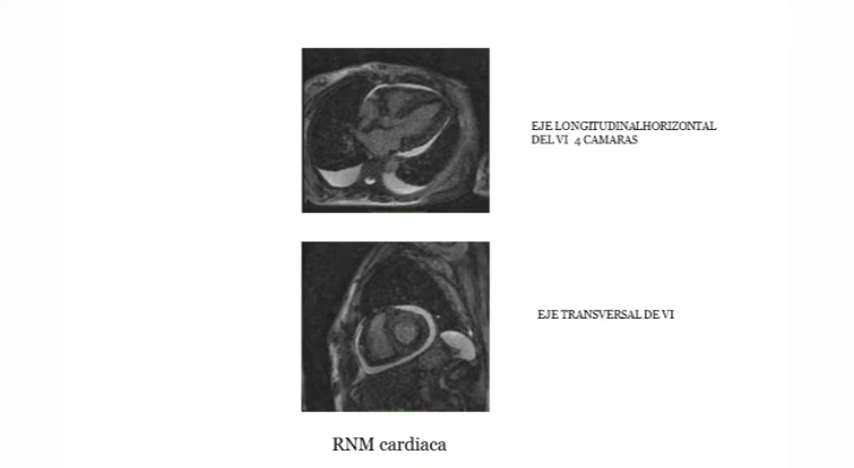 EJE LONGITUDINALHORIZONTAL
DEL VI 4 CAMARAS
EJE TRANSVERSAL DE VI
RNM cardiaca